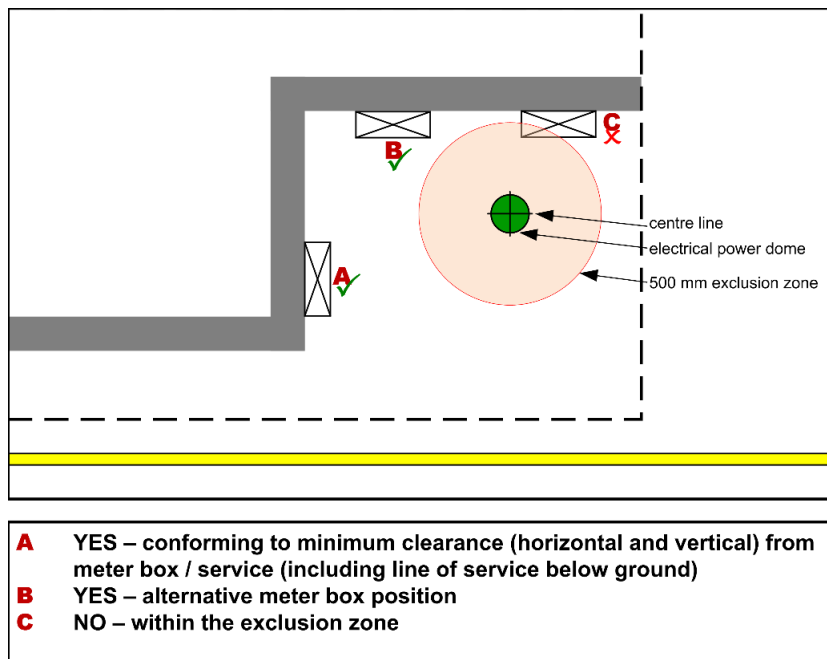 C
B
centre line
electrical power dome
A
500 mm exclusion zone
A YES – conforming to minimum clearance (horizontal and vertical) from
meter box / service (including line of service below ground)
B YES – alternative meter box position
C NO – within the exclusion zone